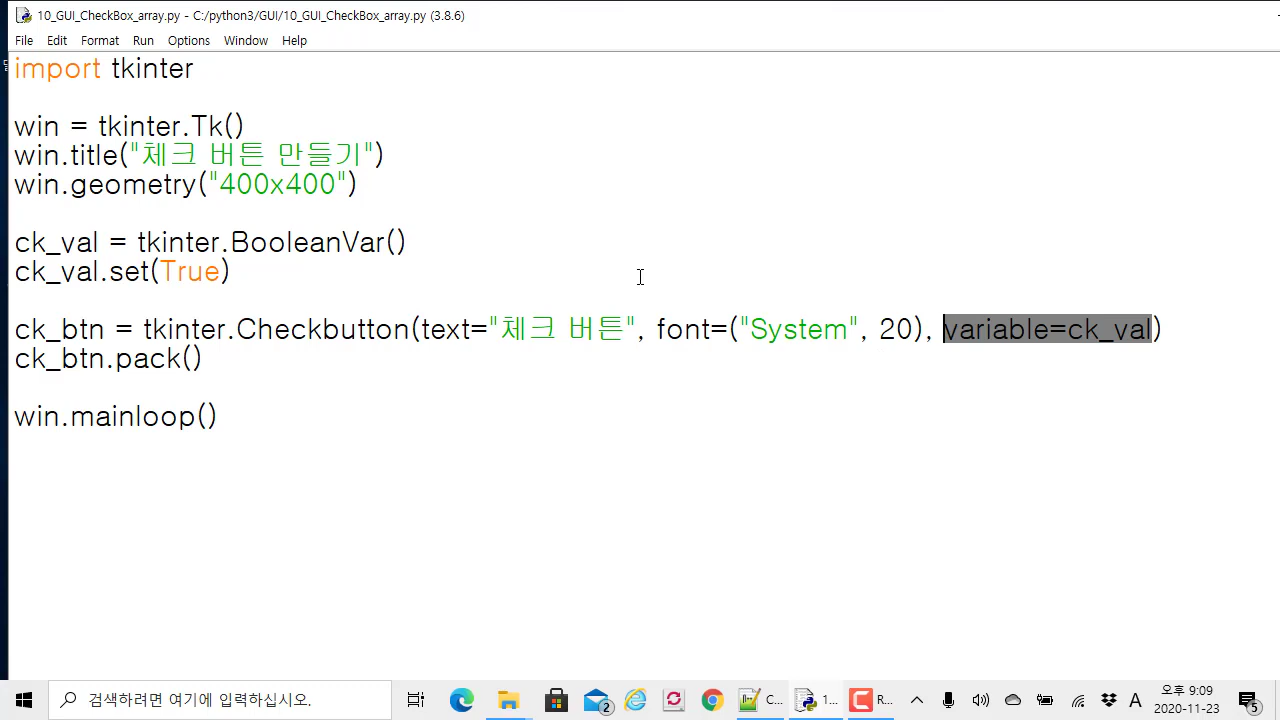 10_GUI_CheckBox_array.py - C:/python3/GUI/10_GUI_CheckBox_array.py (3.8.6)
File Edit Format Run Options Window Help
import tkinter
win = tkinter.Tk()
win.title("체크 버튼 만들기")
win.geometry("400x400")
ck_val = tkinter.BooleanVar()
ck_val.set(True)
ck_btn = tkinter.Checkbutton(text="체크 버튼", font=("System", 20), variable=ck_val)
ck_btn.pack()
win.mainloop()
검색하려면 여기에 입력하십시오.
2
C...
1...
R...
A
오후 9:09
2020-11-23
5